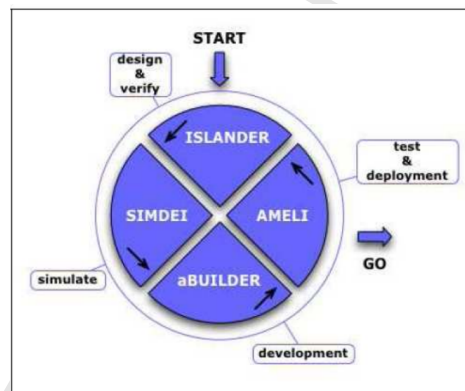 START
design
&
verify
ISLANDER
test
&
deployment
SIMDEI
AMELI
GO
simulate
aBUILDER
development